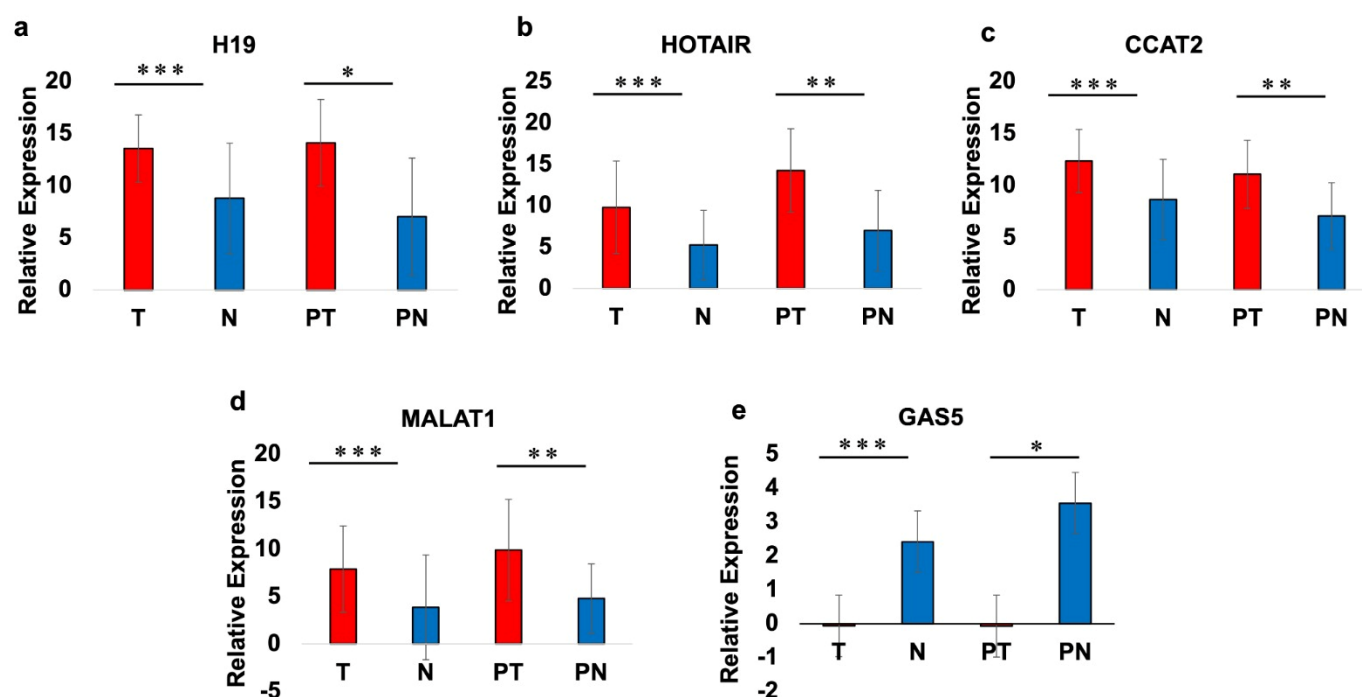 a
H19
Relative Expression
20
15
10
5
0
***
*
T N PT PN
b
HOTAIR
Relative Expression
25
20
15
10
5
0
***
**
T N PT PN
c
CCAT2
Relative Expression
20
15
10
5
0
***
**
T N PT PN
d
MALAT1
Relative Expression
20
15
10
5
0
-5
***
**
T N PT PN
e
GAS5
Relative Expression
5
4
3
2
1
0
-1
-2
***
*
T N PT PN